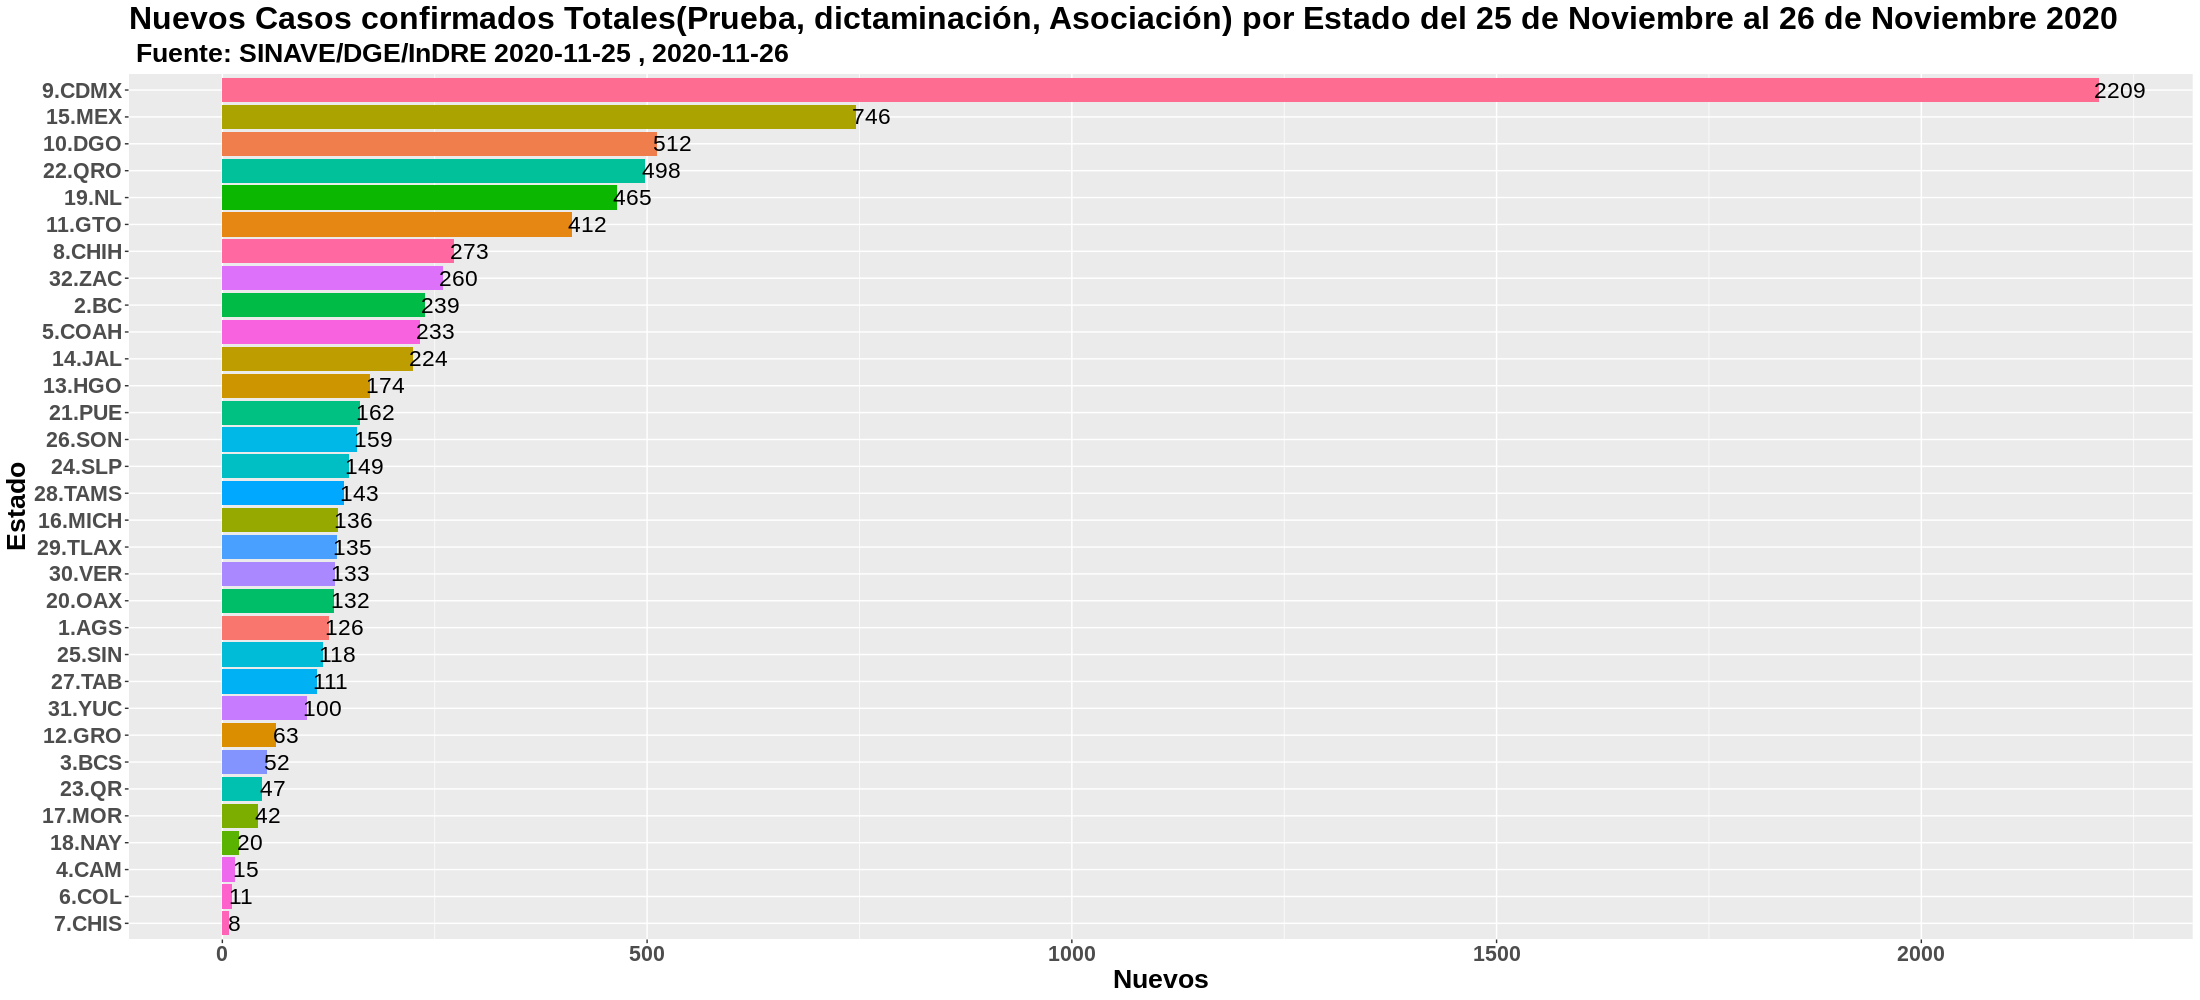 Nuevos Casos confirmados Totales(Prueba, dictaminación, Asociación) por Estado del 25 de Noviembre al 26 de Noviembre 2020
Fuente: SINAVE/DGE/InDRE 2020-11-25 , 2020-11-26
9.CDMX 2209
15.MEX 746
10.DGO 512
22.QRO 498
19.NL 465
11.GTO 412
8.CHIH 273
32.ZAC 260
2.BC 239
5.COAH 233
14.JAL 224
13.HGO 174
21.PUE 162
26.SON 159
24.SLP 149
28.TAMS 143
16.MICH 136
29.TLAX 135
30.VER 133
20.OAX 132
1.AGS 126
25.SIN 118
27.TAB 111
31.YUC 100
12.GRO 63
3.BCS 52
23.QR 47
17.MOR 42
18.NAY 20
4.CAM 15
6.COL 11
7.CHIS 8
Estado
0 500 1000 1500 2000
Nuevos